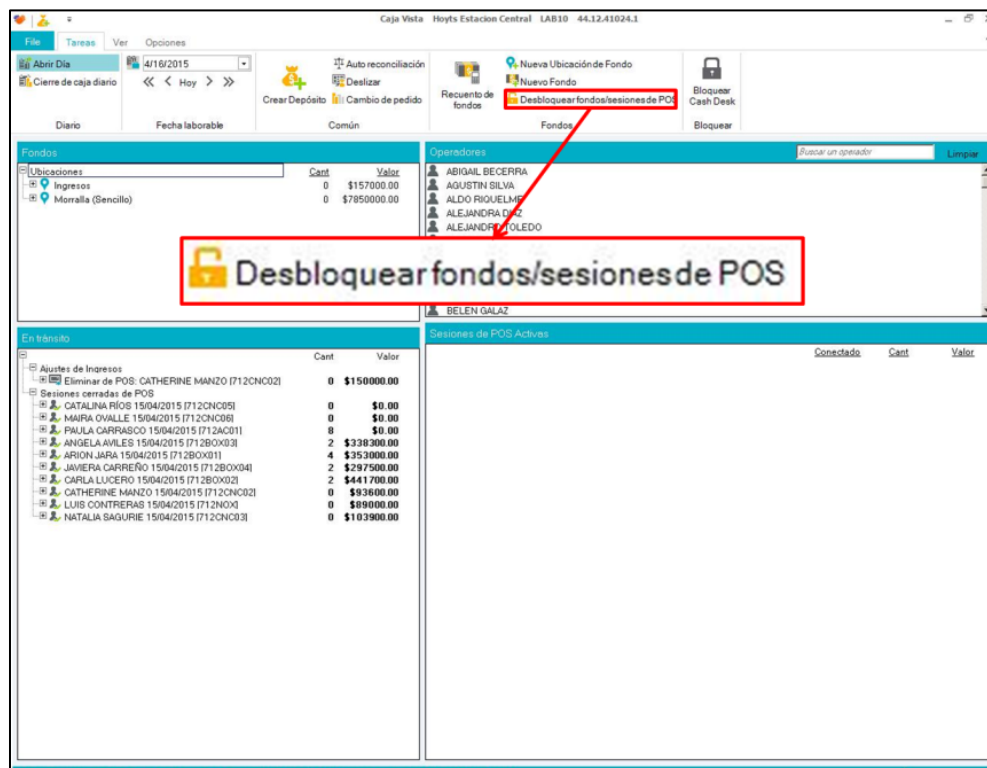 Caja Vista Hoyts Estacion Central LAB10 44.12.41024.1
File Tareas Ver Opciones
Abrir Día
Cierre de caja diario
Diario
4/16/2015
Hoy
Fecha laborable
Crear Depósito
Auto reconciliación
Deslizar
Cambio de pedido
Común
Recuento de fondos
Nueva Ubicación de Fondo
Nuevo Fondo
Desbloquear fondos/sesiones de POS
Fondos
Bloquear Cash Desk
Bloquear
Fondos
Ubicaciones Cant Valor
Ingresos 0 $157000.00
Morralla (Sencillo) 0 $7850000.00
Operadores Buscar un operador Limpiar
ABIGAIL BECERRA
AGUSTIN SILVA
ALDO RIQUELME
ALEJANDRA DIAZ
ALEJANDRO TOLEDO
Desbloquear fondos/sesiones de POS
BELEN GALAZ
En tránsito
Cant Valor
Ajustes de Ingresos
Eliminar de POS: CATHERINE MANZO [712CNC02] 0 $150000.00
Sesiones cerradas de POS
CATALINA RÍOS 15/04/2015 [712CNC05] 0 $0.00
MAIRA OVALLE 15/04/2015 [712CNC06] 0 $0.00
PAULA CARRASCO 15/04/2015 [712AC01] 8 $0.00
ANGELA AVILES 15/04/2015 [712BOX03] 2 $338300.00
ARION JARA 15/04/2015 [712BOX01] 4 $353000.00
JAVIERA CARREÑO 15/04/2015 [712BOX04] 2 $297500.00
CARLA LUCERO 15/04/2015 [712BOX02] 2 $441700.00
CATHERINE MANZO 15/04/2015 [712CNC02] 0 $93600.00
LUIS CONTRERAS 15/04/2015 [712NOX] 0 $89000.00
NATALIA SAGURIE 15/04/2015 [712CNC03] 0 $103900.00
Sesiones de POS Activas
Conectado Cant Valor